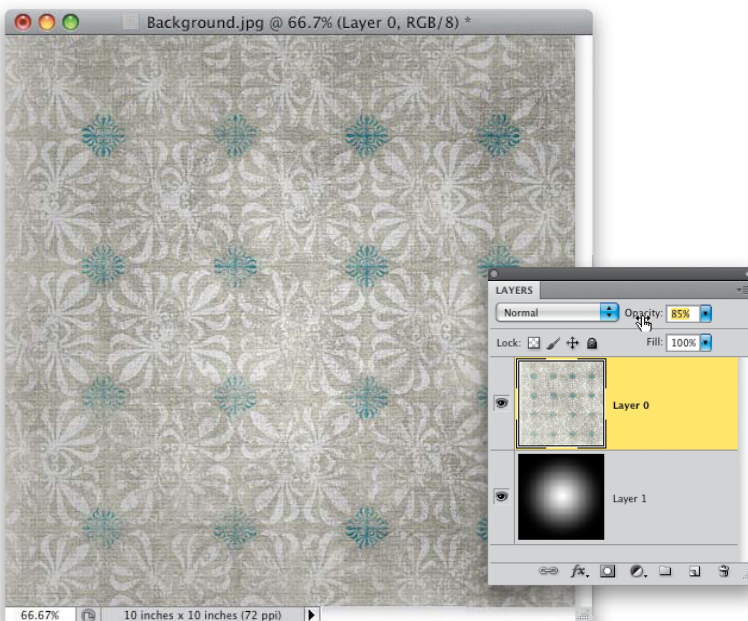 Background.jpg @ 66.7% (Layer 0, RGB/8) *
LAYERS
Normal Opacity: 85%
Lock: Fill: 100%
Layer 0
Layer 1
fx
66.67% 10 inches x 10 inches (72 ppi)